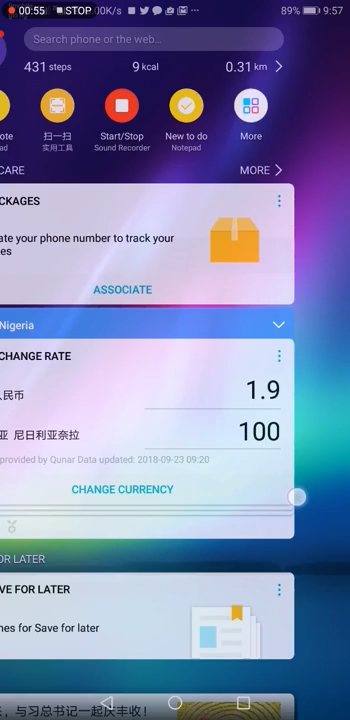 00:55 STOP 00K/s ... 89% 9:57
Search phone or the web...
431 steps 9 kcal 0.31 km
ote 扫一扫 Start/Stop New to do More
ad 实用工具 Sound Recorder Notepad
CARE MORE
CKAGES
ate your phone number to track your
es
ASSOCIATE
Nigeria
CHANGE RATE
人民币 1.9
亚 尼日利亚奈拉 100
provided by Qunar Data updated: 2018-09-23 09:20
CHANGE CURRENCY
OR LATER
VE FOR LATER
nes for Save for later
，与习总书记一起庆丰收！